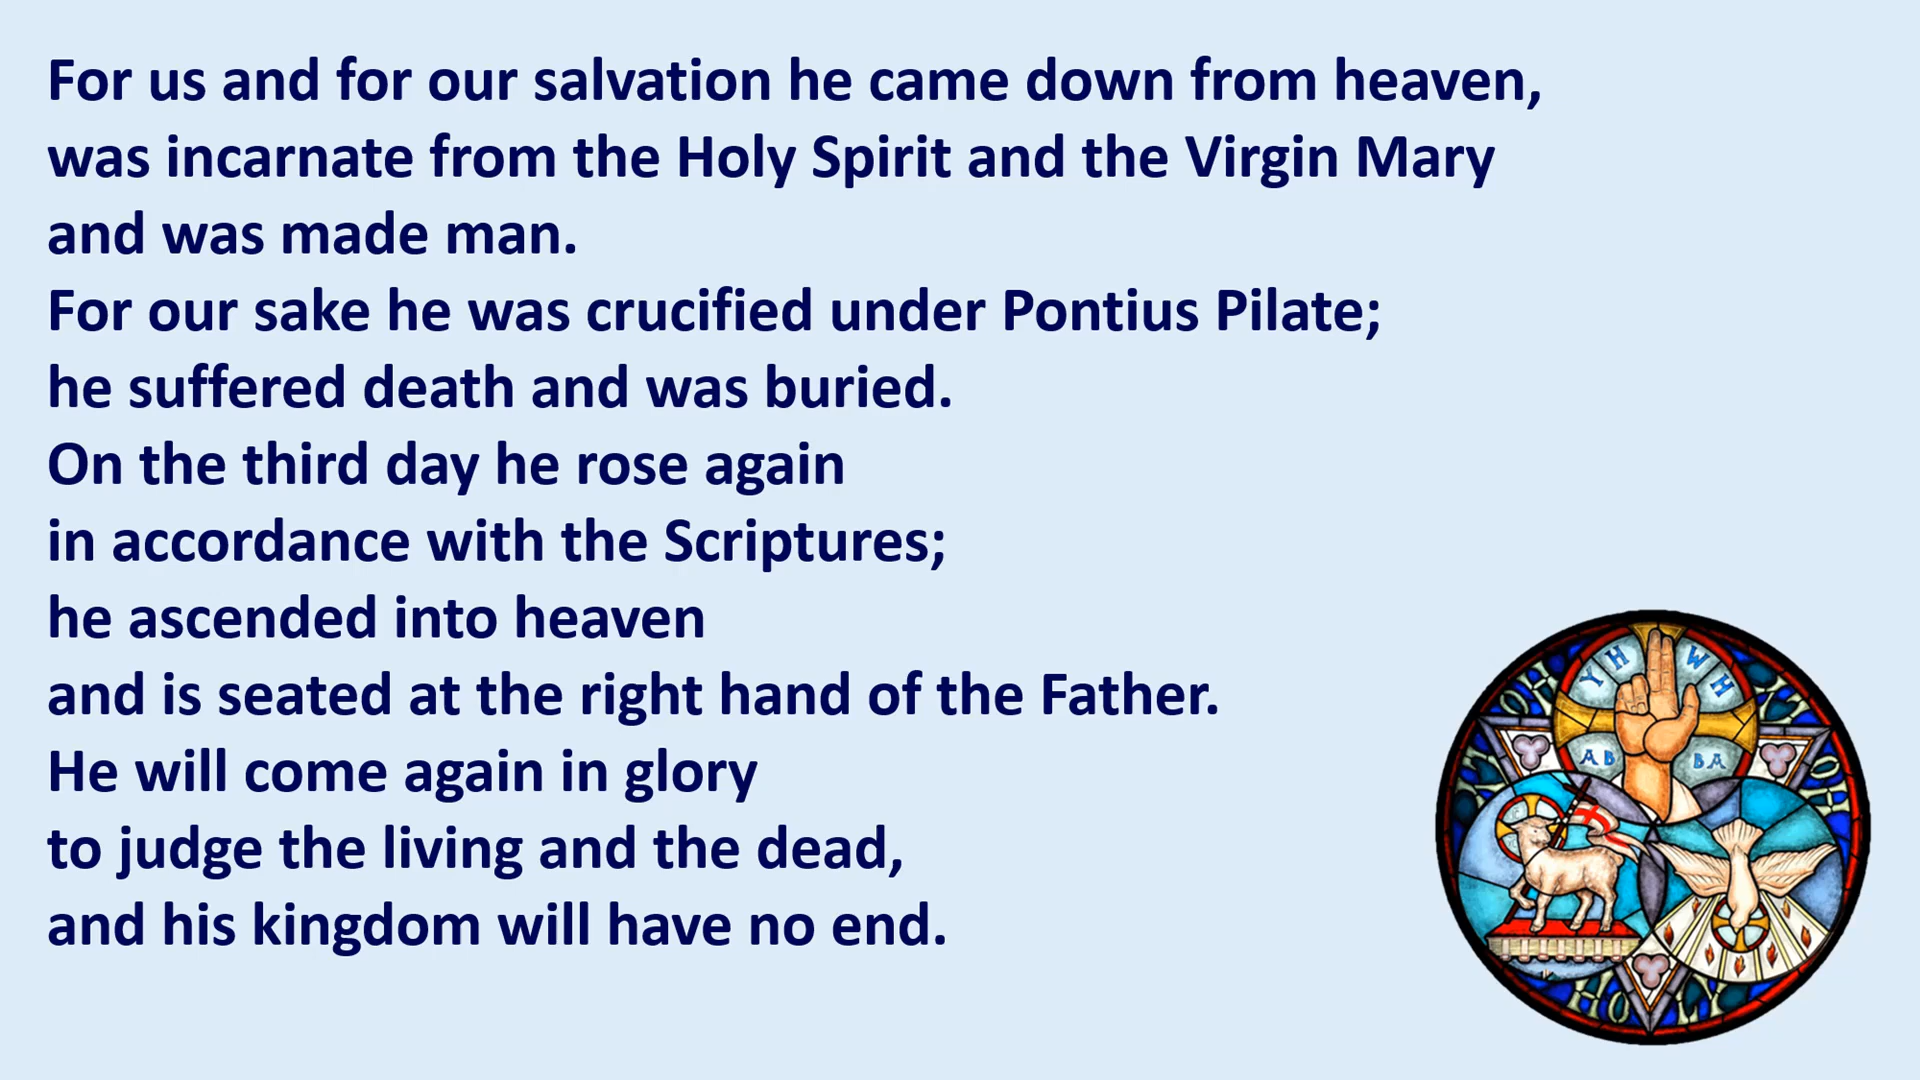 For us and for our salvation he came down from heaven,
was incarnate from the Holy Spirit and the Virgin Mary
and was made man.
For our sake he was crucified under Pontius Pilate;
he suffered death and was buried.
On the third day he rose again
in accordance with the Scriptures;
he ascended into heaven
and is seated at the right hand of the Father.
He will come again in glory
to judge the living and the dead,
and his kingdom will have no end.
YH WH
AB BA